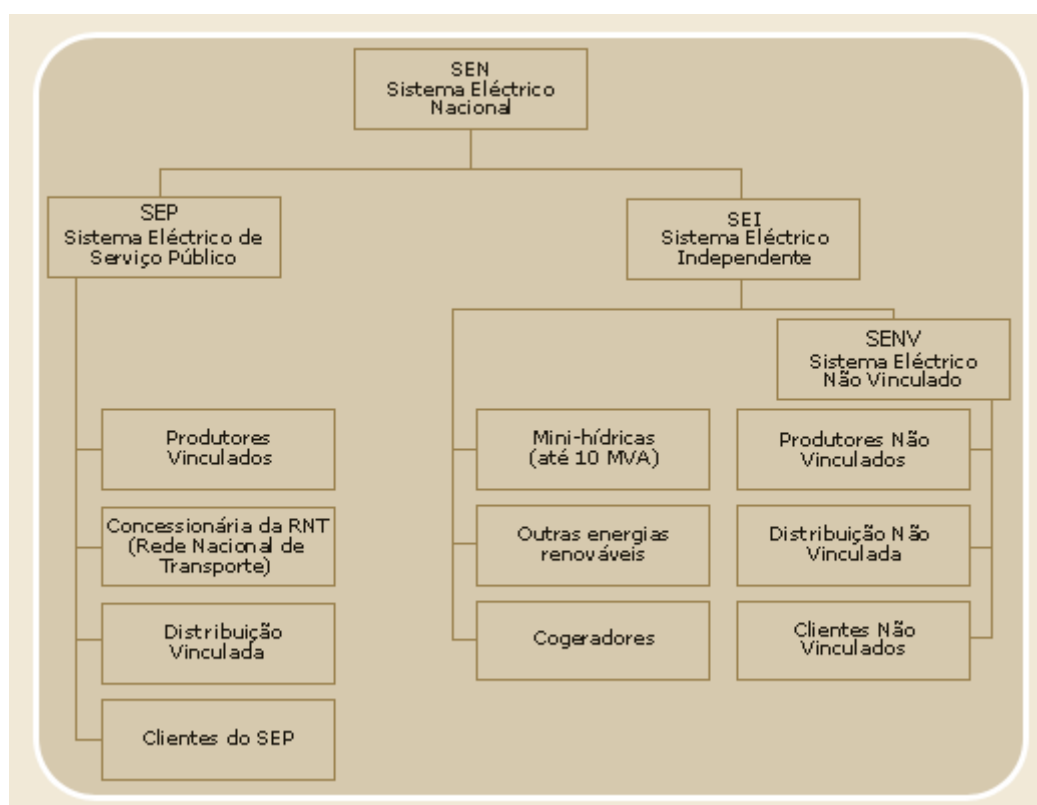 SEN
Sistema Eléctrico
Nacional
SEP
Sistema Eléctrico de
Serviço Público
SEI
Sistema Eléctrico
Independente
SENV
Sistema Eléctrico
Não Vinculado
Produtores
Vinculados
Concessionária da RNT
(Rede Nacional de
Transporte)
Distribuição
Vinculada
Clientes do SEP
Mini-hídricas
(até 10 MVA)
Outras energias
renováveis
Cogeradores
Produtores Não
Vinculados
Distribuição Não
Vinculada
Clientes Não
Vinculados